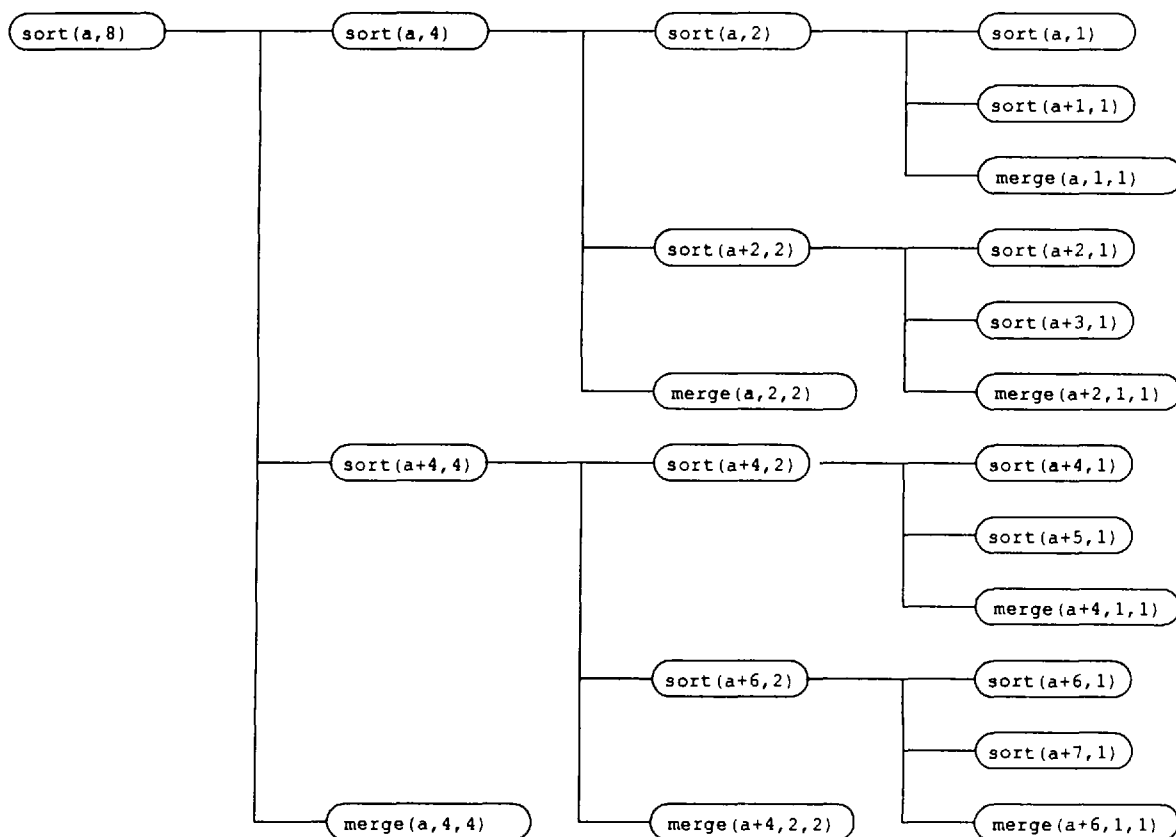 sort(a,8)
sort(a,4)
sort(a,2)
sort(a,1)
sort(a+1,1)
merge(a,1,1)
sort(a+2,2)
sort(a+2,1)
sort(a+3,1)
merge(a,2,2)
merge(a+2,1,1)
sort(a+4,4)
sort(a+4,2)
sort(a+4,1)
sort(a+5,1)
merge(a+4,1,1)
sort(a+6,2)
sort(a+6,1)
sort(a+7,1)
merge(a,4,4)
merge(a+4,2,2)
merge(a+6,1,1)